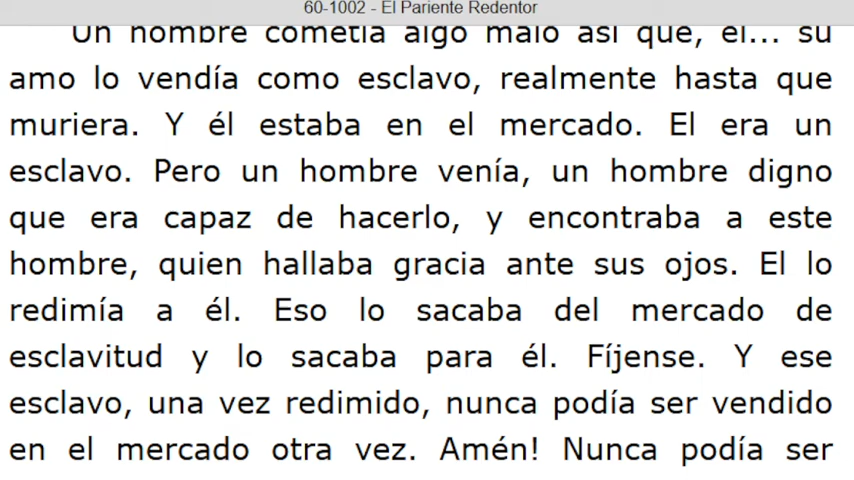 60-1002 - El Pariente Redentor
Un hombre cometía algo malo así que, él... su
amo lo vendía como esclavo, realmente hasta que
muriera. Y él estaba en el mercado. El era un
esclavo. Pero un hombre venía, un hombre digno
que era capaz de hacerlo, y encontraba a este
hombre, quien hallaba gracia ante sus ojos. El lo
redimía a él. Eso lo sacaba del mercado de
esclavitud y lo sacaba para él. Fíjense. Y ese
esclavo, una vez redimido, nunca podía ser vendido
en el mercado otra vez. Amén! Nunca podía ser